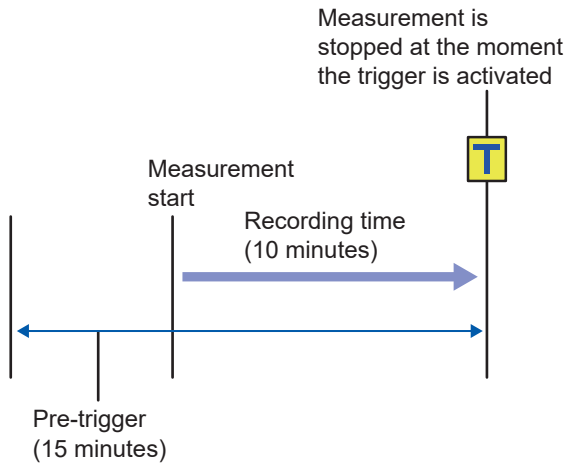 Measurement is
stopped at the moment
the trigger is activated
T
Measurement
start
Recording time
(10 minutes)
Pre-trigger
(15 minutes)